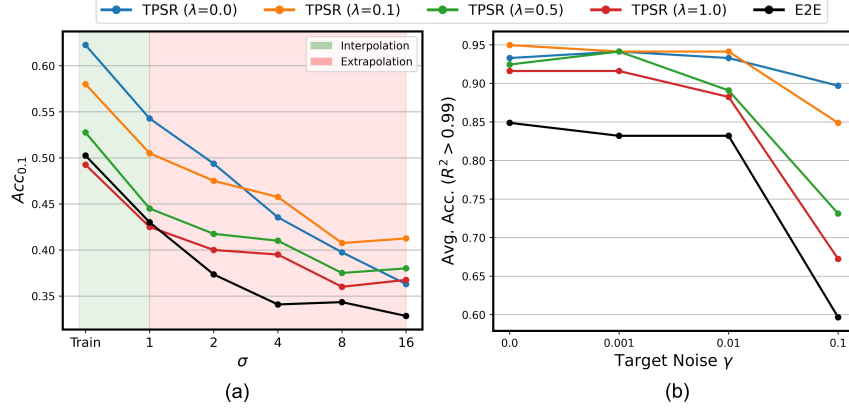 TPSR (λ=0.0) TPSR (λ=0.1) TPSR (λ=0.5) TPSR (λ=1.0) E2E
Interpolation
Extrapolation
Acc0.1
0.60
0.55
0.50
0.45
0.40
0.35
Train 1 2 4 8 16
σ
(a)
Avg. Acc. (R² > 0.99)
0.95
0.90
0.85
0.80
0.75
0.70
0.65
0.60
0.0 0.001 0.01 0.1
Target Noise γ
(b)